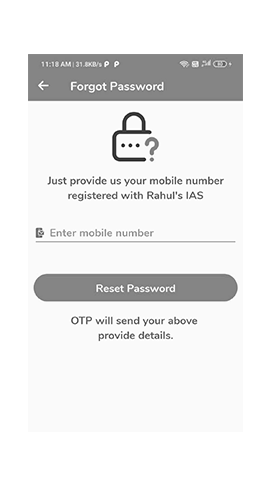 11:18 AM | 31.8KB/s
Forgot Password
Just provide us your mobile number
registered with Rahul's IAS
Enter mobile number
Reset Password
OTP will send your above
provide details.